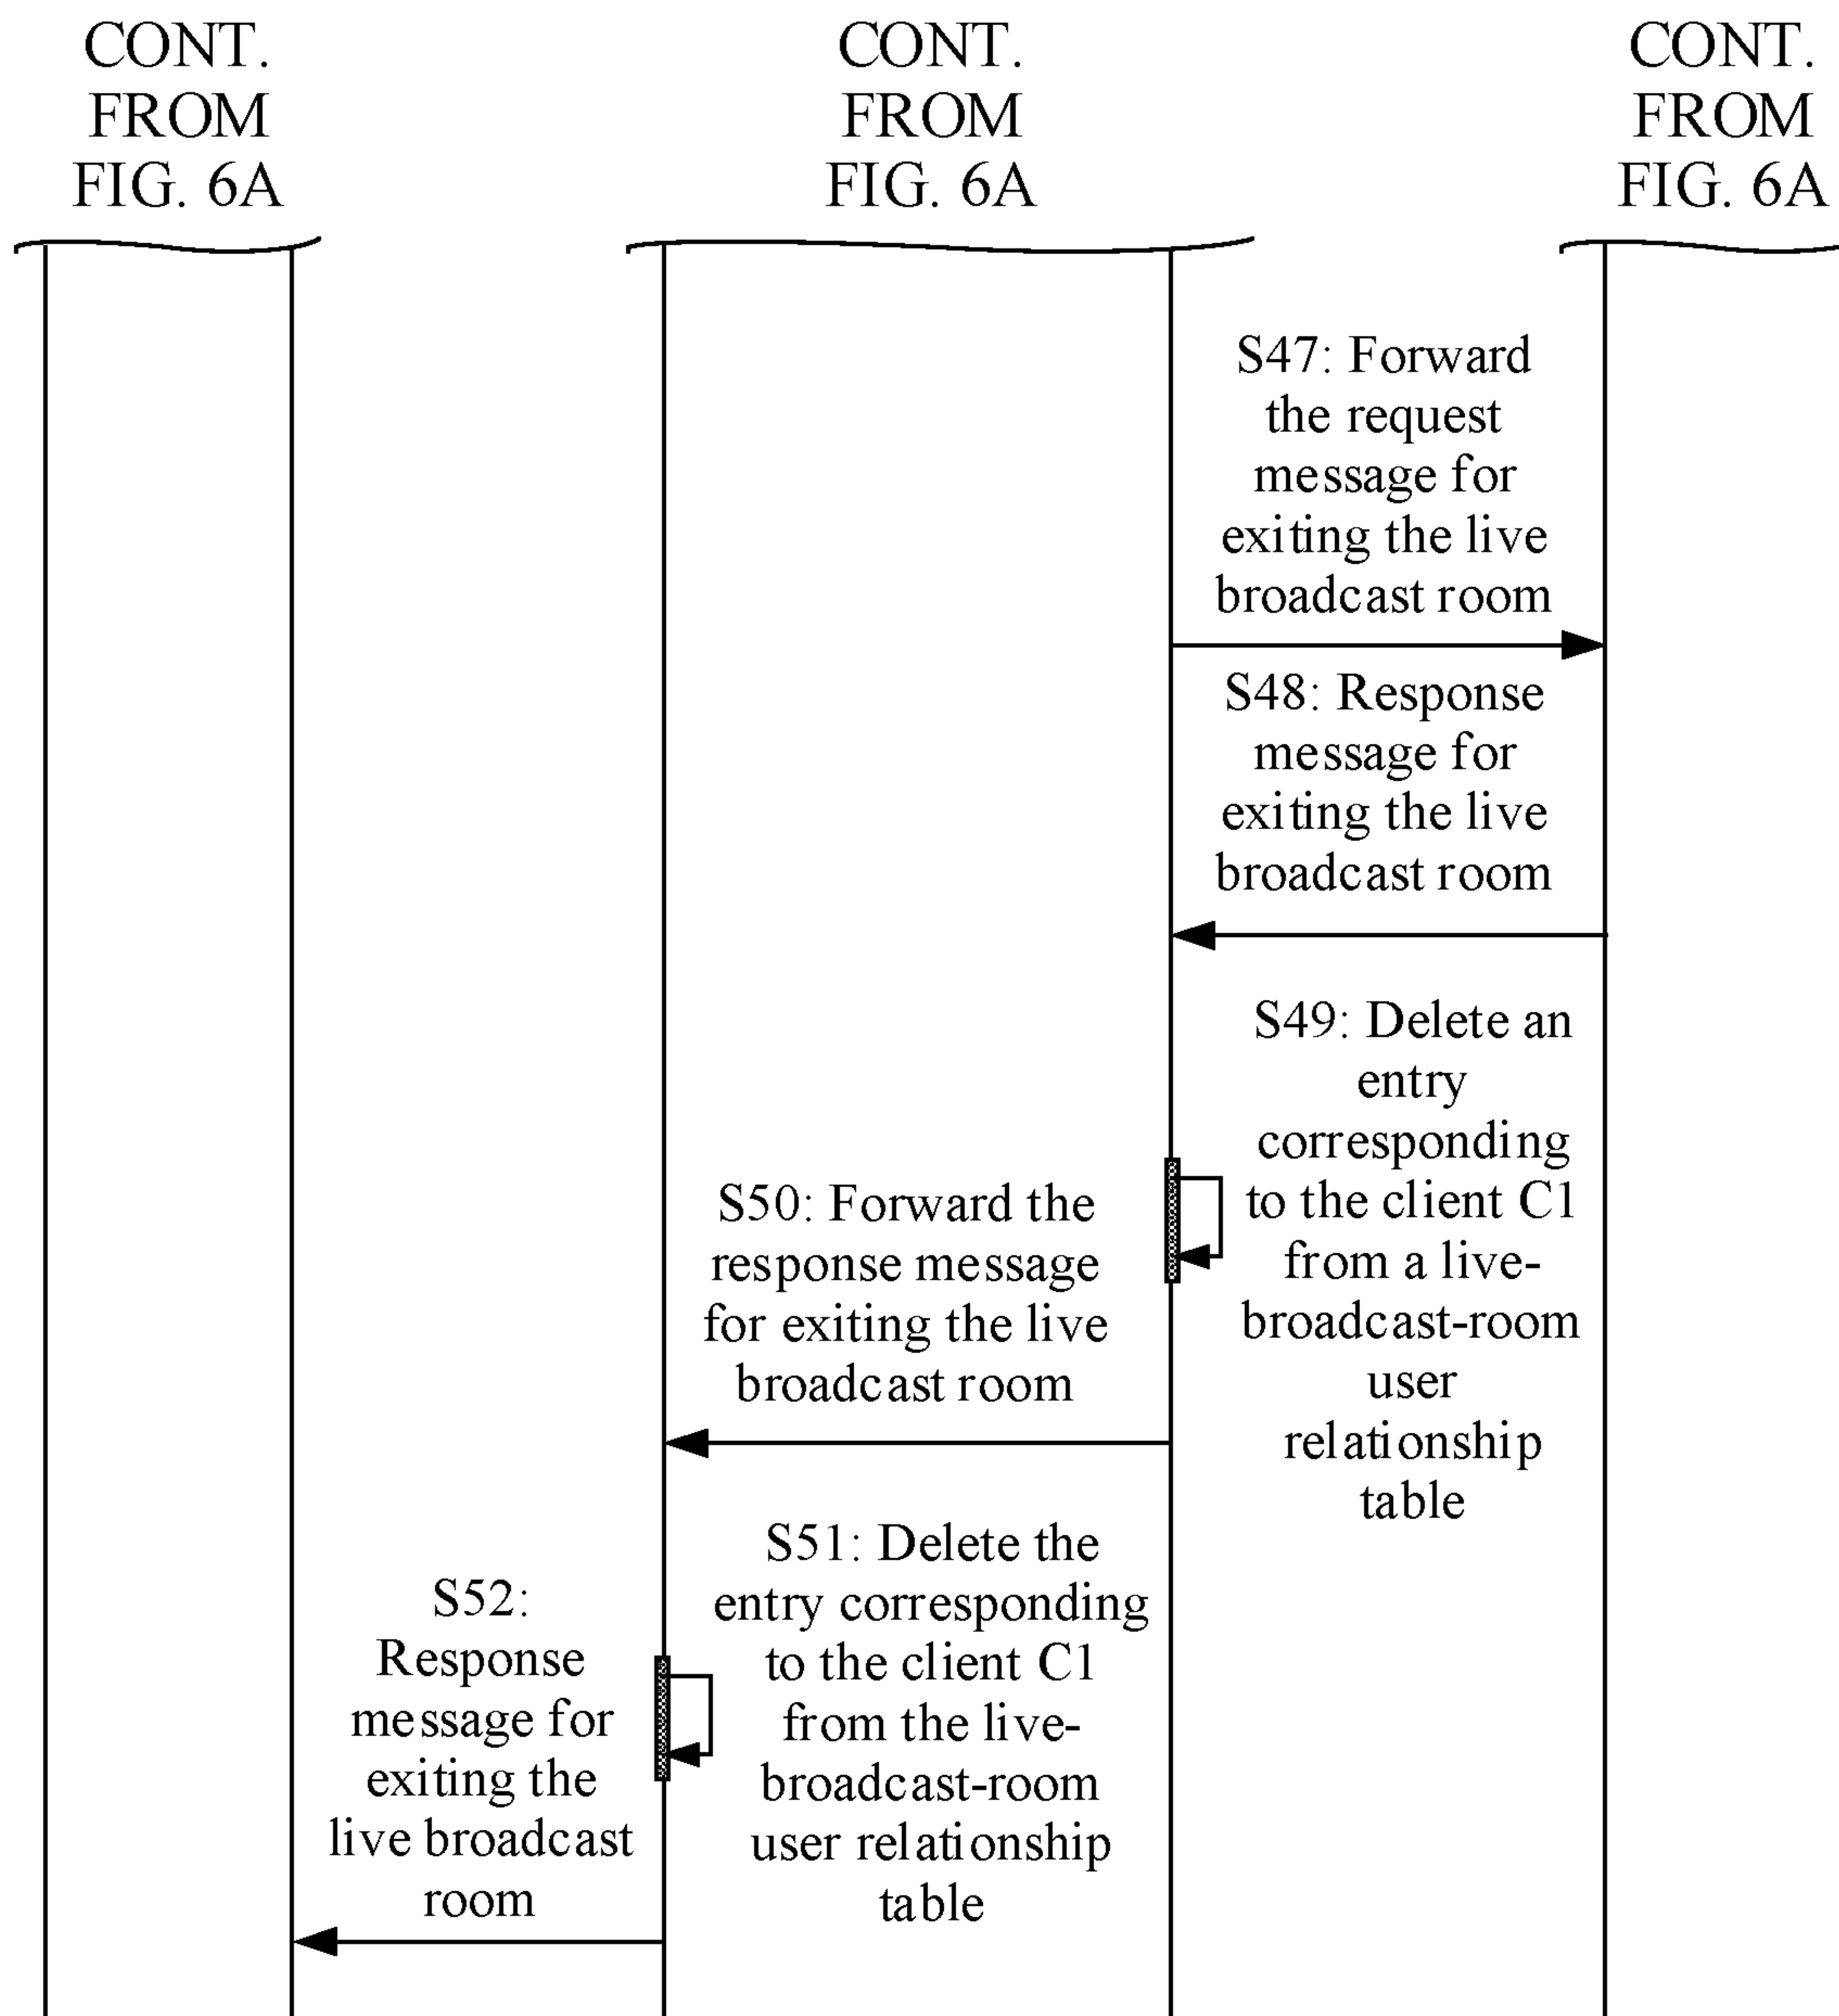 CONT.
FROM
FIG. 6A
CONT.
FROM
FIG. 6A
CONT.
FROM
FIG. 6A
S47: Forward
the request
message for
exiting the live
broadcast room
S48: Response
message for
exiting the live
broadcast room
S49: Delete an
entry
corresponding
to the client C1
from a live-
broadcast-room
user
relationship
table
S50: Forward the
response message
for exiting the live
broadcast room
S51: Delete the
entry corresponding
to the client C1
from the live-
broadcast-room
user relationship
table
S52:
Response
message for
exiting the
live broadcast
room